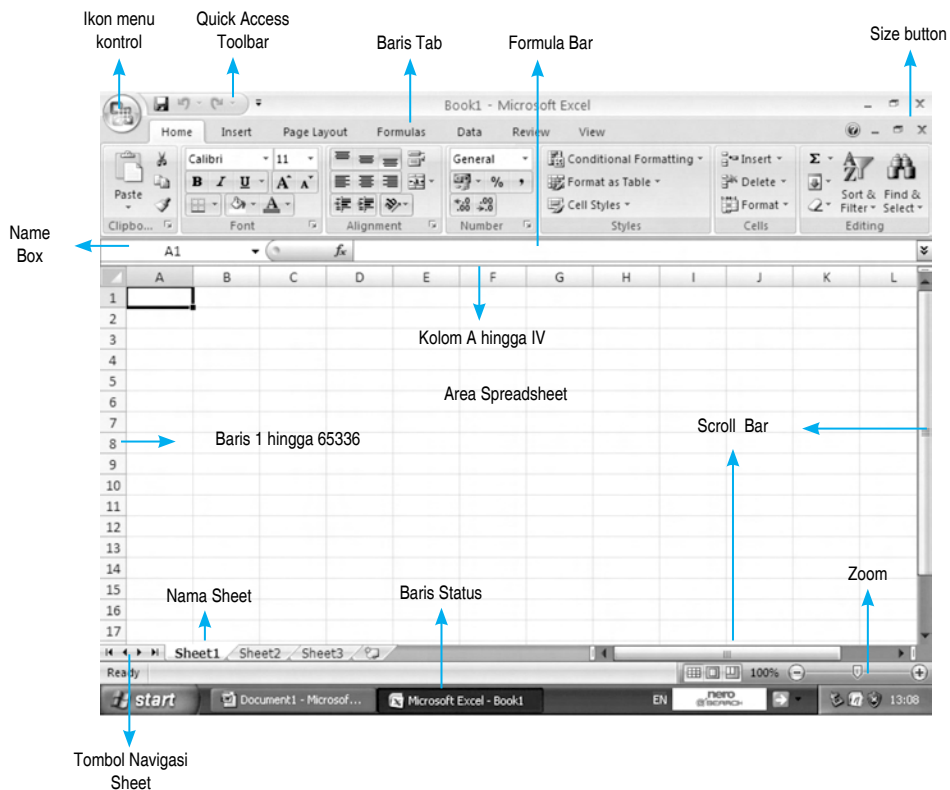 Ikon menu
kontrol
Quick Access
Toolbar
Baris Tab
Formula Bar
Size button
Book1 - Microsoft Excel
Home Insert Page Layout Formulas Data Review View
Paste
Calibri 11
B I U A A
A
General
% ,
Conditional Formatting
Format as Table
Cell Styles
Insert
Delete
Format
Σ
Sort & Filter
Find & Select
Clipbo... Font Alignment Number Styles Cells Editing
Name
Box
A1 fx
A B C D E F G H I J K L
1
2
3
4
5
6
7
8
9
10
11
12
13
14
15
16
17
Kolom A hingga IV
Area Spreadsheet
Baris 1 hingga 65336
Scroll Bar
Zoom
Nama Sheet
Baris Status
Sheet1 Sheet2 Sheet3
Ready 100%
start Document1 - Microsof... Microsoft Excel - Book1 EN nero SEARCH 13:08
Tombol Navigasi
Sheet